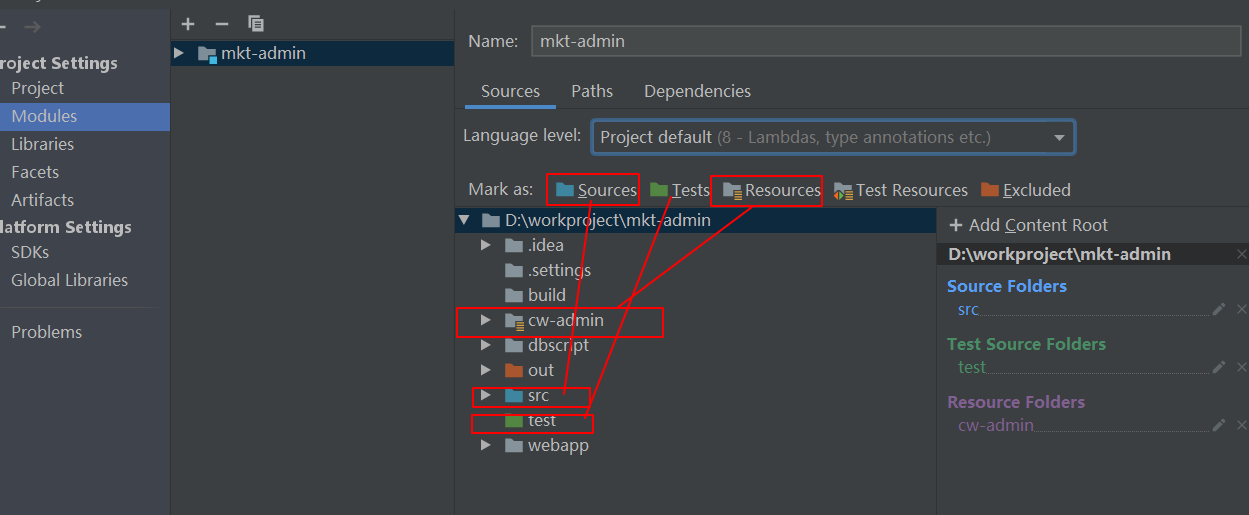 Project Settings
Project
Modules
Libraries
Facets
Artifacts
Platform Settings
SDKs
Global Libraries
Problems
mkt-admin
Name: mkt-admin
Sources Paths Dependencies
Language level: Project default (8 - Lambdas, type annotations etc.)
Mark as: Sources Tests Resources Test Resources Excluded
D:\workproject\mkt-admin
.idea
.settings
build
cw-admin
dbscript
out
src
test
webapp
+ Add Content Root
D:\workproject\mkt-admin
Source Folders
src
Test Source Folders
test
Resource Folders
cw-admin